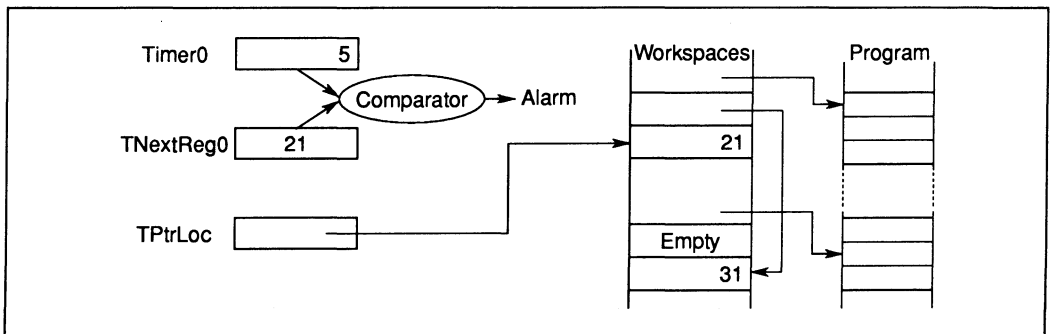 Timer0
5
Comparator
Alarm
TNextReg0
21
TPtrLoc
Workspaces
21
Empty
31
Program